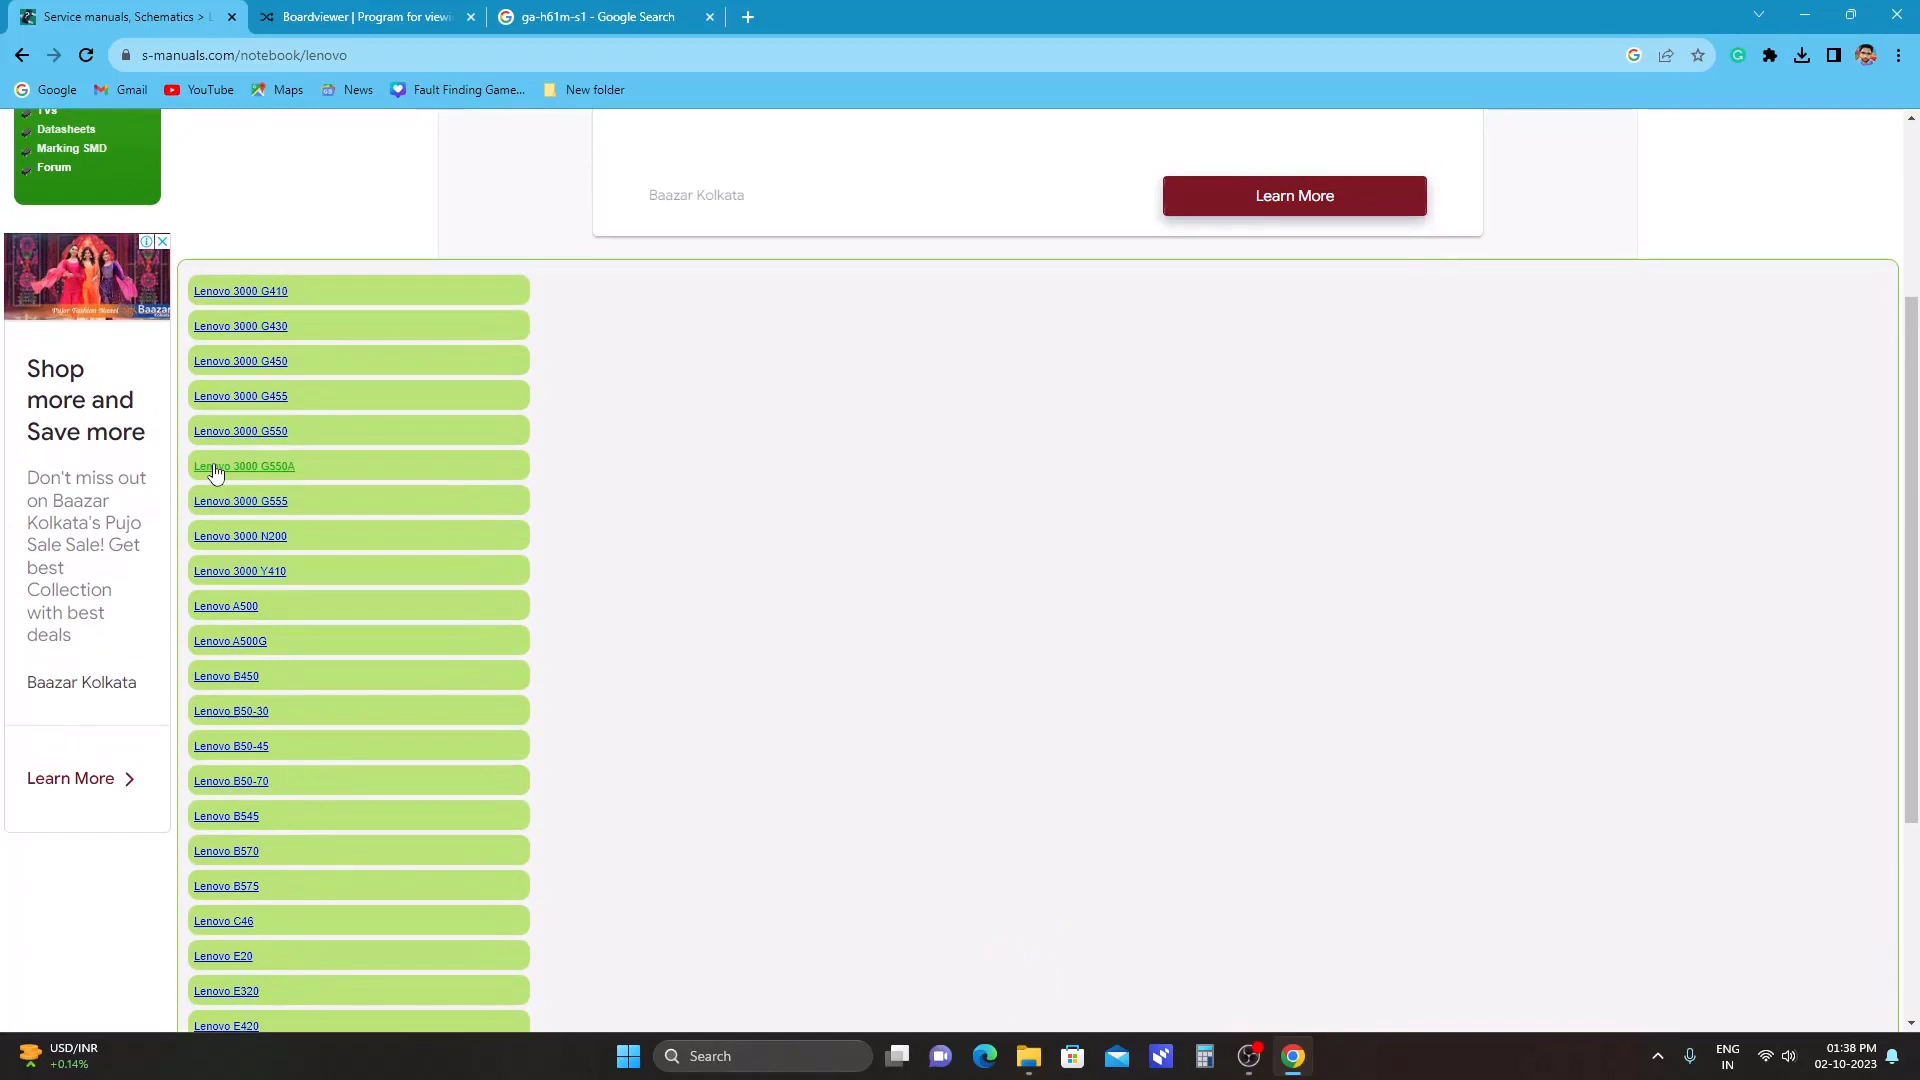 Service manuals, Schematics > L
Boardviewer | Program for viewi
ga-h61m-s1 - Google Search
s-manuals.com/notebook/lenovo
Google
Gmail
YouTube
Maps
News
Fault Finding Game...
New folder
TVs
Datasheets
Marking SMD
Forum
Baazar Kolkata
Learn More
Pujor Fashion Manei Baazar
Shop
more and
Save more
Don't miss out
on Baazar
Kolkata's Pujo
Sale Sale! Get
best
Collection
with best
deals
Baazar Kolkata
Learn More
Lenovo 3000 G410
Lenovo 3000 G430
Lenovo 3000 G450
Lenovo 3000 G455
Lenovo 3000 G550
Lenovo 3000 G550A
Lenovo 3000 G555
Lenovo 3000 N200
Lenovo 3000 Y410
Lenovo A500
Lenovo A500G
Lenovo B450
Lenovo B50-30
Lenovo B50-45
Lenovo B50-70
Lenovo B545
Lenovo B570
Lenovo B575
Lenovo C46
Lenovo E20
Lenovo E320
Lenovo E420
USD/INR
+0.14%
Search
ENG
IN
01:38 PM
02-10-2023